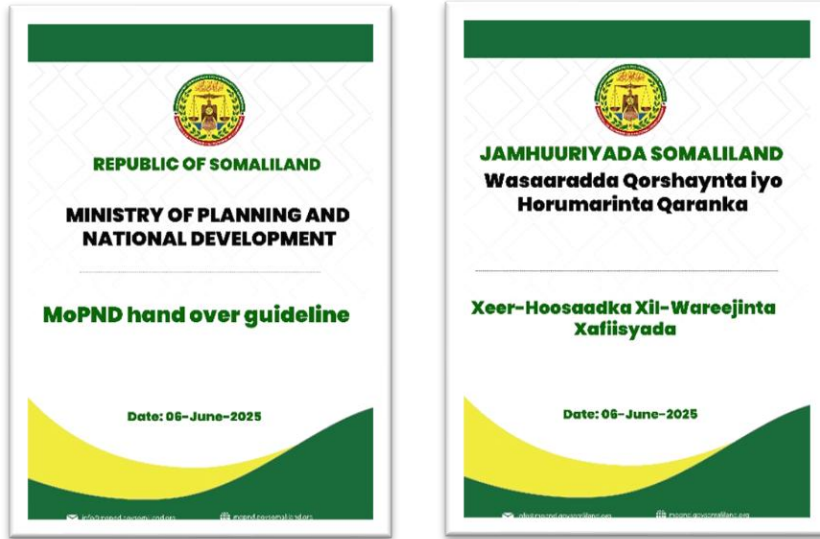 REPUBLIC OF SOMALILAND
MINISTRY OF PLANNING AND
NATIONAL DEVELOPMENT
MoPND hand over guideline
Date: 06-June-2025
JAMHUURIYADA SOMALILAND
Wasaaradda Qorshaynta iyo
Horumarinta Qaranka
Xeer-Hoosaadka Xil-Wareejinta
Xafiisyada
Date: 06-June-2025